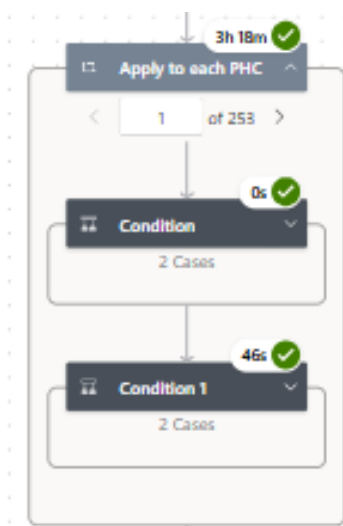 3h 18m
Apply to each PHC
1 of 253
0s
Condition
2 Cases
46s
Condition 1
2 Cases